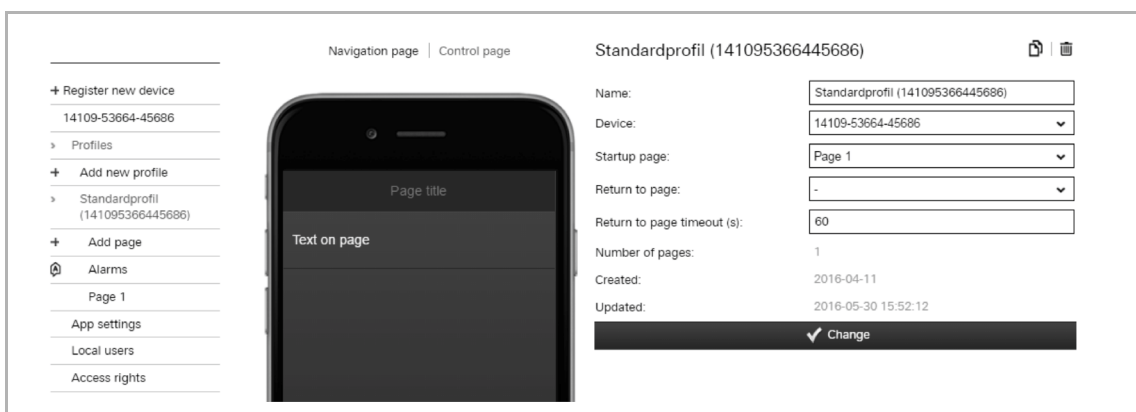 Navigation page | Control page
+ Register new device
14109-53664-45686
› Profiles
+ Add new profile
› Standardprofil
(141095366445686)
+ Add page
Alarms
Page 1
App settings
Local users
Access rights
Page title
Text on page
Standardprofil (141095366445686)
Name: Standardprofil (141095366445686)
Device: 14109-53664-45686
Startup page: Page 1
Return to page: -
Return to page timeout (s): 60
Number of pages: 1
Created: 2016-04-11
Updated: 2016-05-30 15:52:12
Change